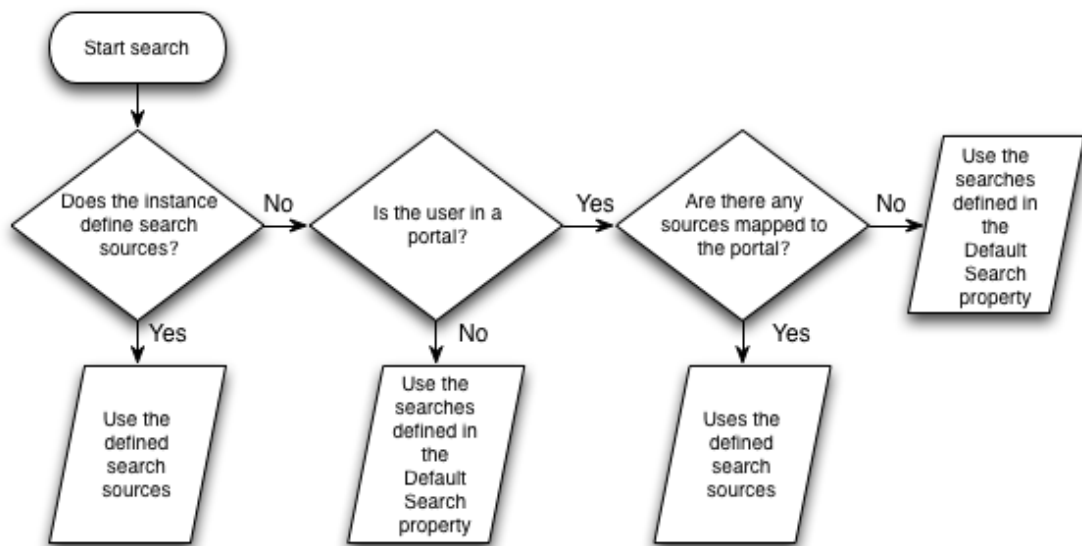 Start search
Does the instance
define search
sources?
No
Is the user in a
portal?
Yes
Are there any
sources mapped to
the portal?
No
Use the
searches
defined in
the
Default
Search
property
Yes
No
Yes
Use the
defined
search
sources
Use the
searches
defined in
the
Default
Search
property
Uses the
defined
search
sources